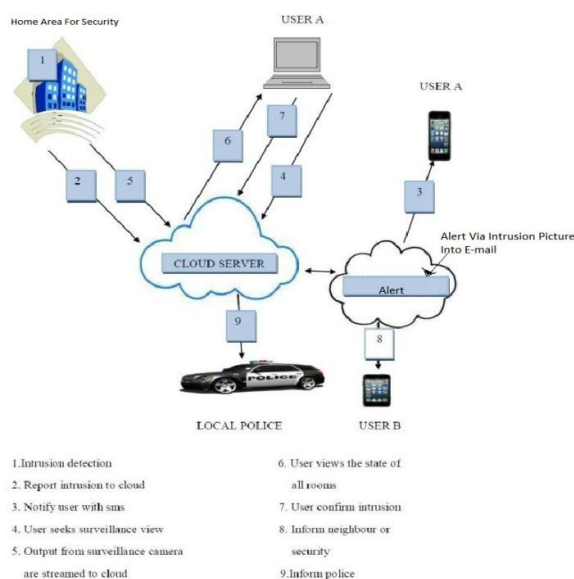 Home Area For Security
USER A
1
USER A
6
7
4
2
5
3
Alert Via Intrusion Picture
Into E-mail
CLOUD SERVER
Alert
9
8
POLICE
LOCAL POLICE
USER B
1.Intrusion detection
2. Report intrusion to cloud
3. Notify user with sms
4. User seeks surveillance view
5. Output from surveillance camera
are streamed to cloud
6. User views the state of
all rooms
7. User confirm intrusion
8. Inform neighbour or
security
9.Inform police